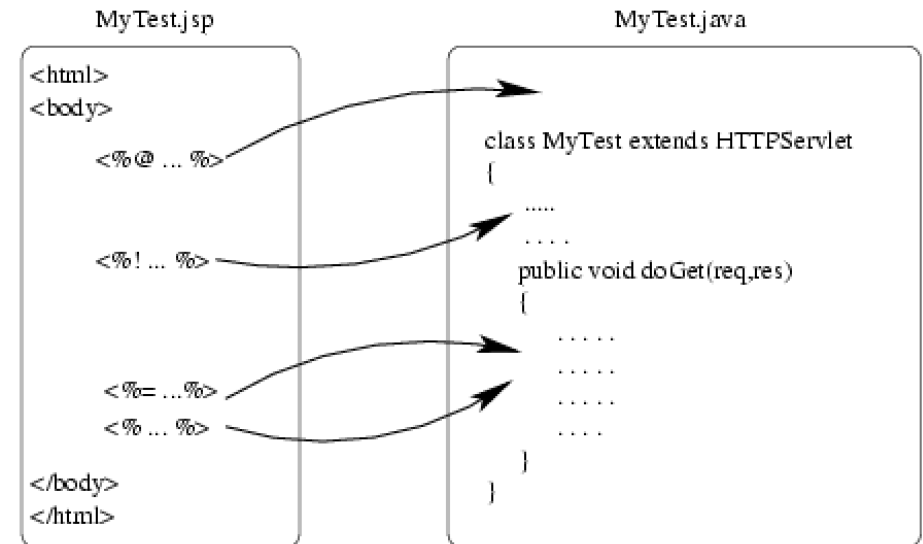 MyTest.jsp
<html>
<body>
<%@ ... %>
<%! ... %>
<%= ...%>
<% ... %>
</body>
</html>
MyTest.java
class MyTest extends HTTPServlet
{
.....
. . . .
public void doGet(req,res)
{
. . . . .
. . . . .
. . . . .
. . . .
}
}